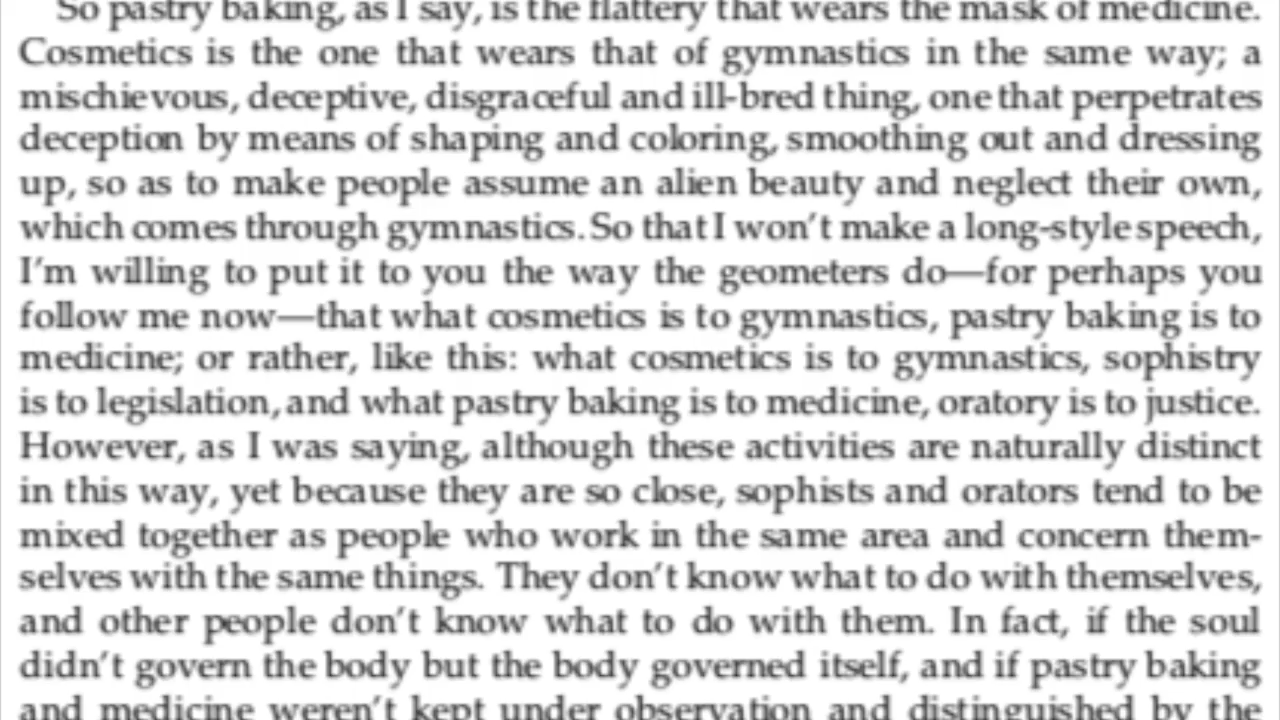 So pastry baking, as I say, is the flattery that wears the mask of medicine.
Cosmetics is the one that wears that of gymnastics in the same way; a
mischievous, deceptive, disgraceful and ill-bred thing, one that perpetrates
deception by means of shaping and coloring, smoothing out and dressing
up, so as to make people assume an alien beauty and neglect their own,
which comes through gymnastics. So that I won't make a long-style speech,
I'm willing to put it to you the way the geometers do—for perhaps you
follow me now—that what cosmetics is to gymnastics, pastry baking is to
medicine; or rather, like this: what cosmetics is to gymnastics, sophistry
is to legislation, and what pastry baking is to medicine, oratory is to justice.
However, as I was saying, although these activities are naturally distinct
in this way, yet because they are so close, sophists and orators tend to be
mixed together as people who work in the same area and concern them-
selves with the same things. They don't know what to do with themselves,
and other people don't know what to do with them. In fact, if the soul
didn't govern the body but the body governed itself, and if pastry baking
and medicine weren't kept under observation and distinguished by the